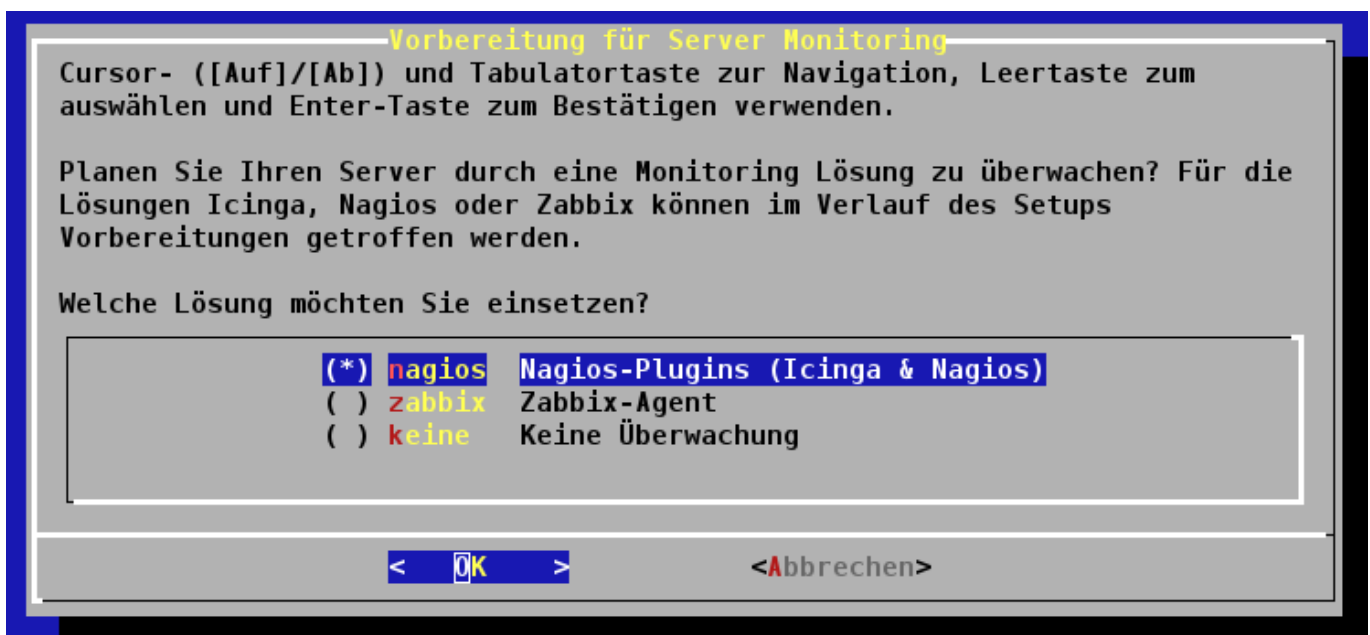 Vorbereitung für Server Monitoring
Cursor- ([Auf]/[Ab]) und Tabulatortaste zur Navigation, Leertaste zum
auswählen und Enter-Taste zum Bestätigen verwenden.
Planen Sie Ihren Server durch eine Monitoring Lösung zu überwachen? Für die
Lösungen Icinga, Nagios oder Zabbix können im Verlauf des Setups
Vorbereitungen getroffen werden.
Welche Lösung möchten Sie einsetzen?
(*) nagios Nagios-Plugins (Icinga & Nagios)
( ) zabbix Zabbix-Agent
( ) keine Keine Überwachung
< OK > <Abbrechen>